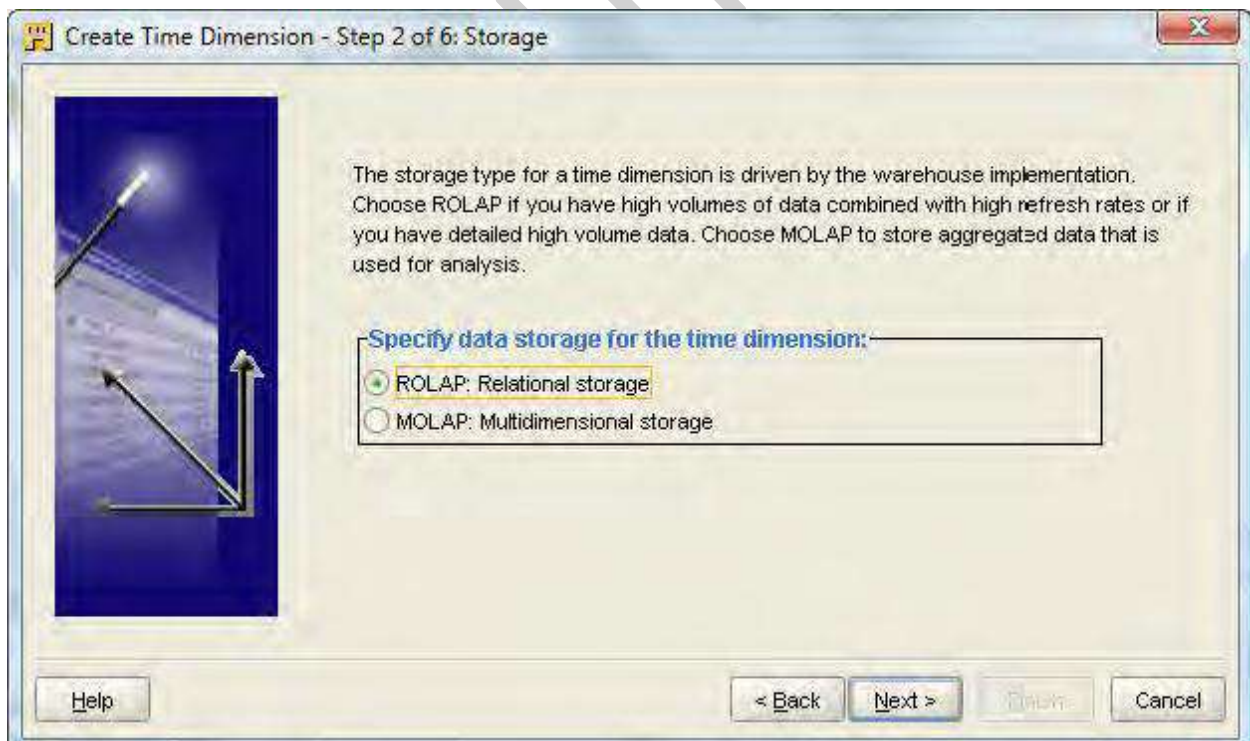 Create Time Dimension - Step 2 of 6: Storage
The storage type for a time dimension is driven by the warehouse implementation.
Choose ROLAP if you have high volumes of data combined with high refresh rates or if
you have detailed high volume data. Choose MOLAP to store aggregated data that is
used for analysis.
Specify data storage for the time dimension:
ROLAP: Relational storage
MOLAP: Multidimensional storage
Help
< Back
Next >
Finish
Cancel